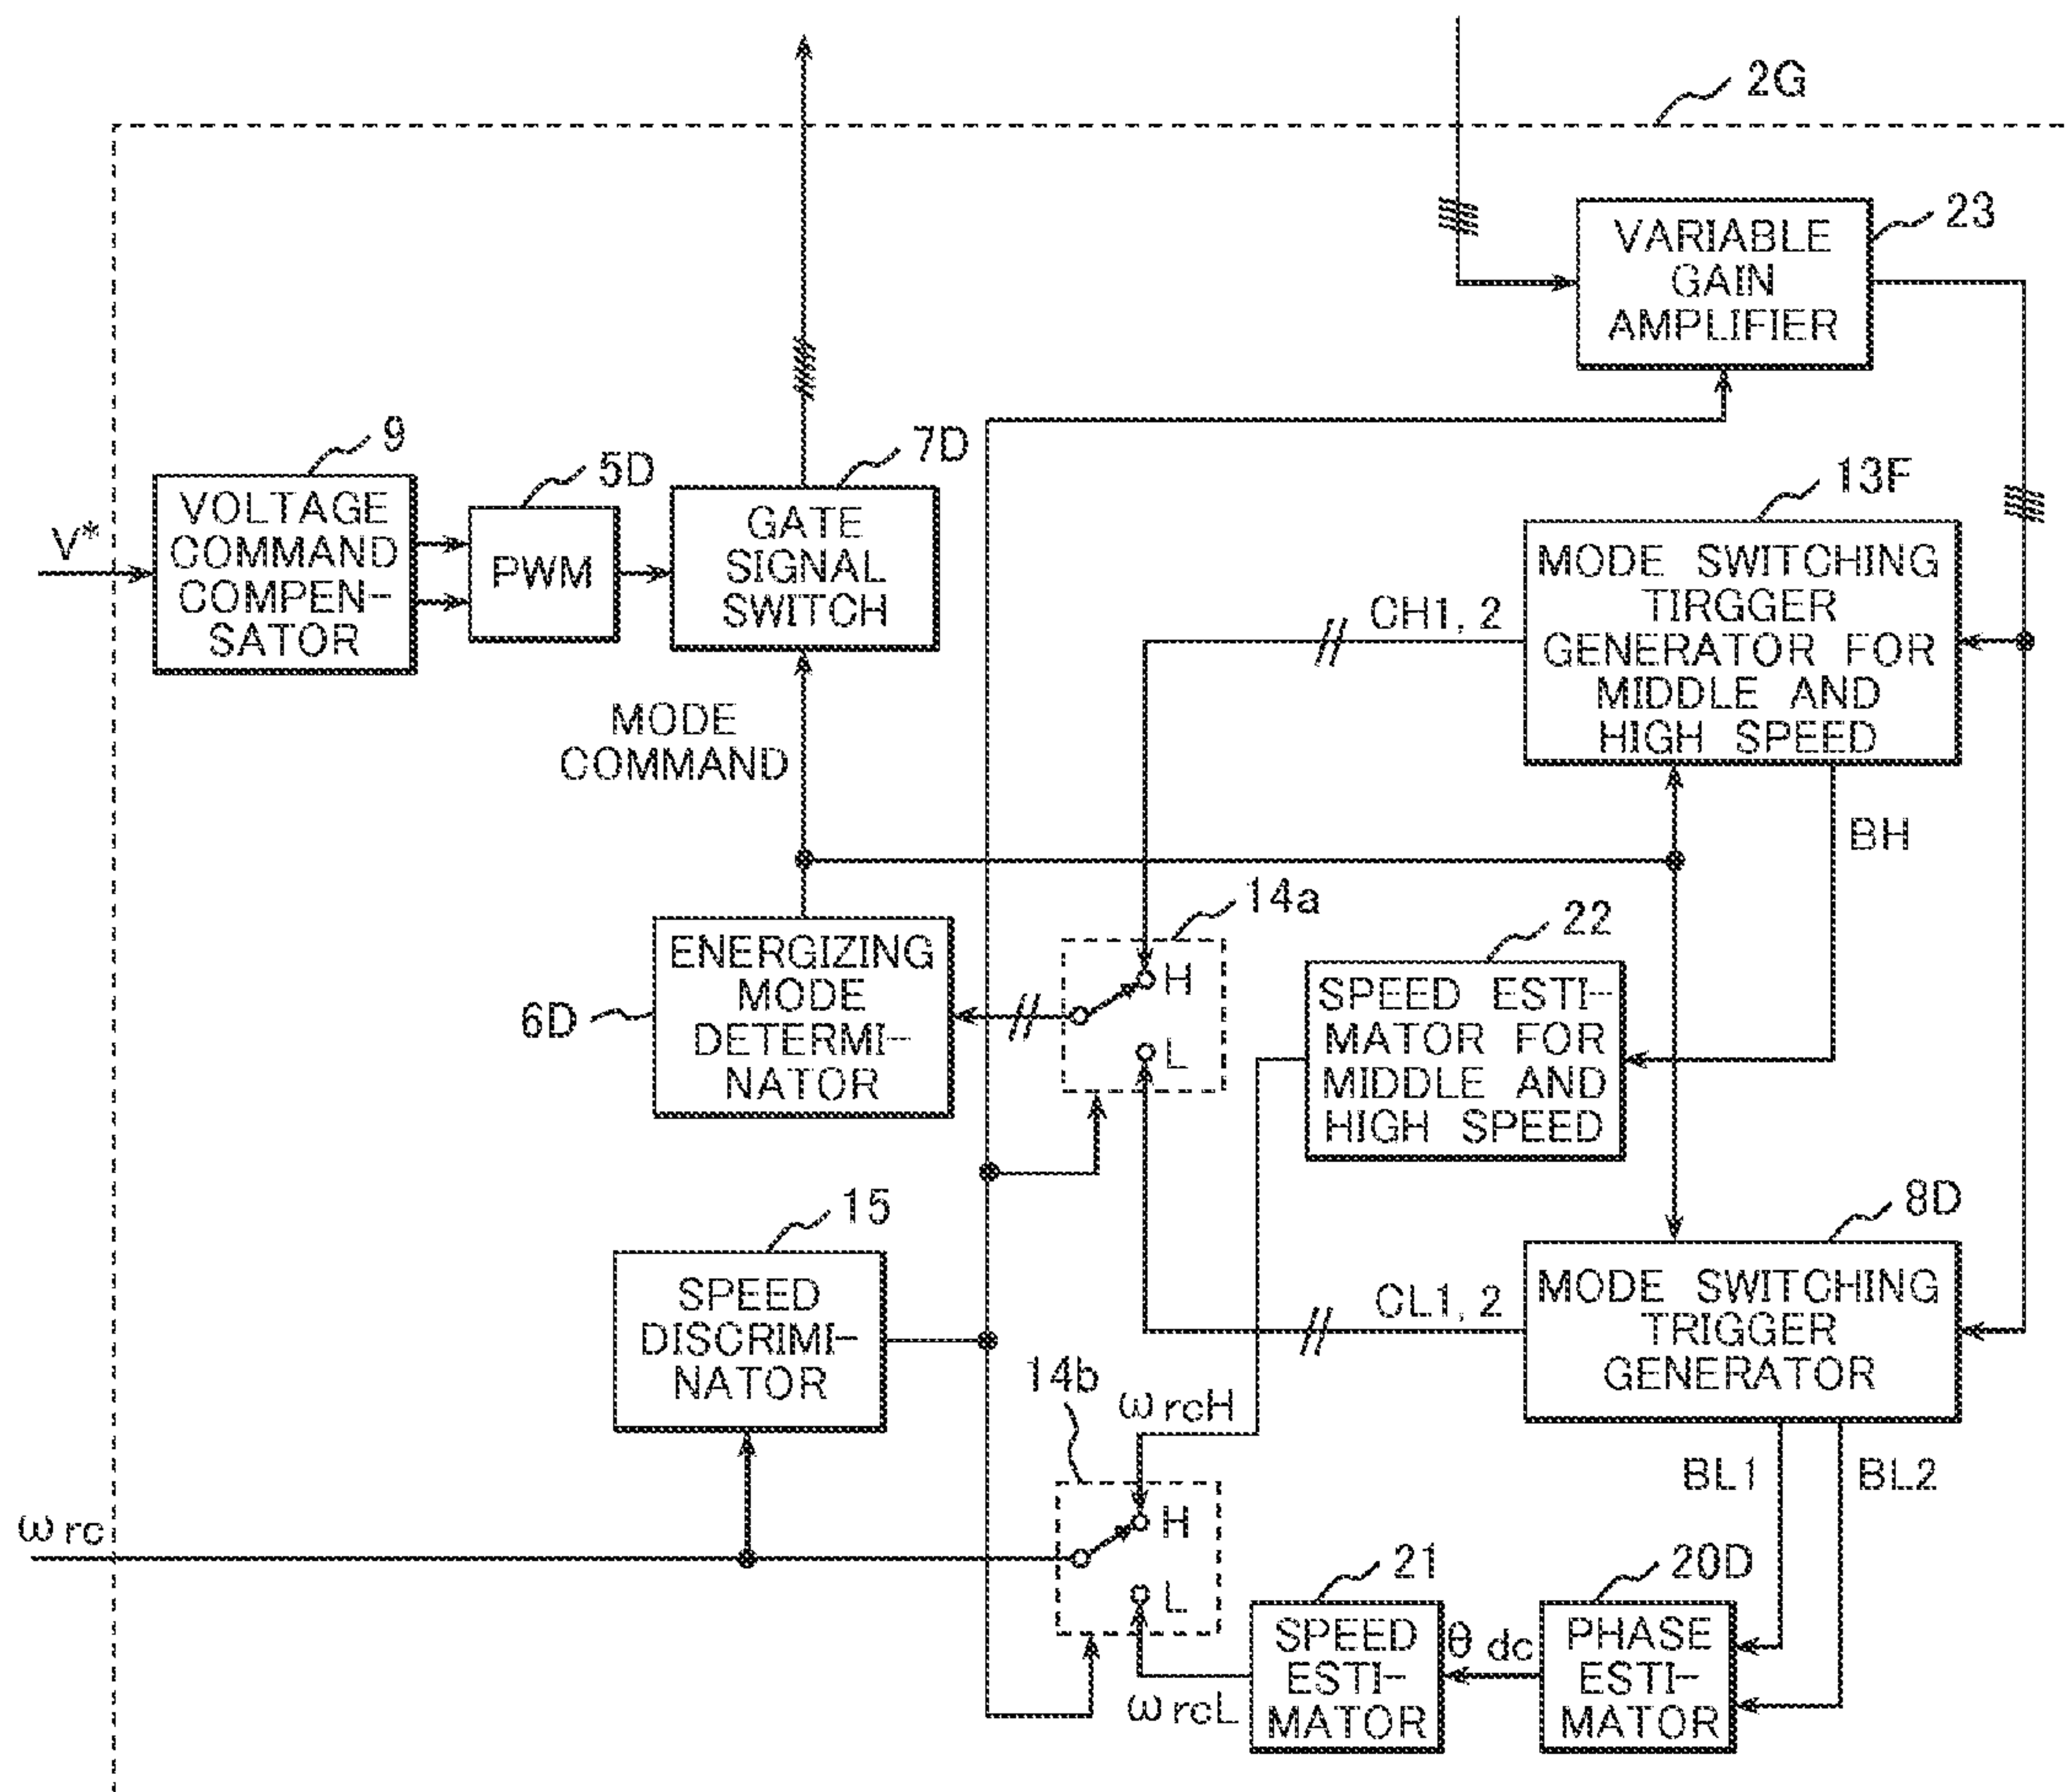 2G
23
VARIABLE
GAIN
AMPLIFIER
9
5D
7D
13F
V*
VOLTAGE
COMMAND
COMPEN-
SATOR
PWM
GATE
SIGNAL
SWITCH
MODE SWITCHING
TIRGGER
GENERATOR FOR
MIDDLE AND
HIGH SPEED
CH1, 2
MODE
COMMAND
BH
14a
22
6D
ENERGIZING
MODE
DETERMI-
NATOR
H
L
SPEED ESTI-
MATOR FOR
MIDDLE AND
HIGH SPEED
15
8D
SPEED
DISCRIMI-
NATOR
CL1, 2
MODE SWITCHING
TRIGGER
GENERATOR
14b
ωrcH
BL1
BL2
ωrc
H
L
21
20D
SPEED
ESTI-
MATOR
θdc
PHASE
ESTI-
MATOR
ωrcL